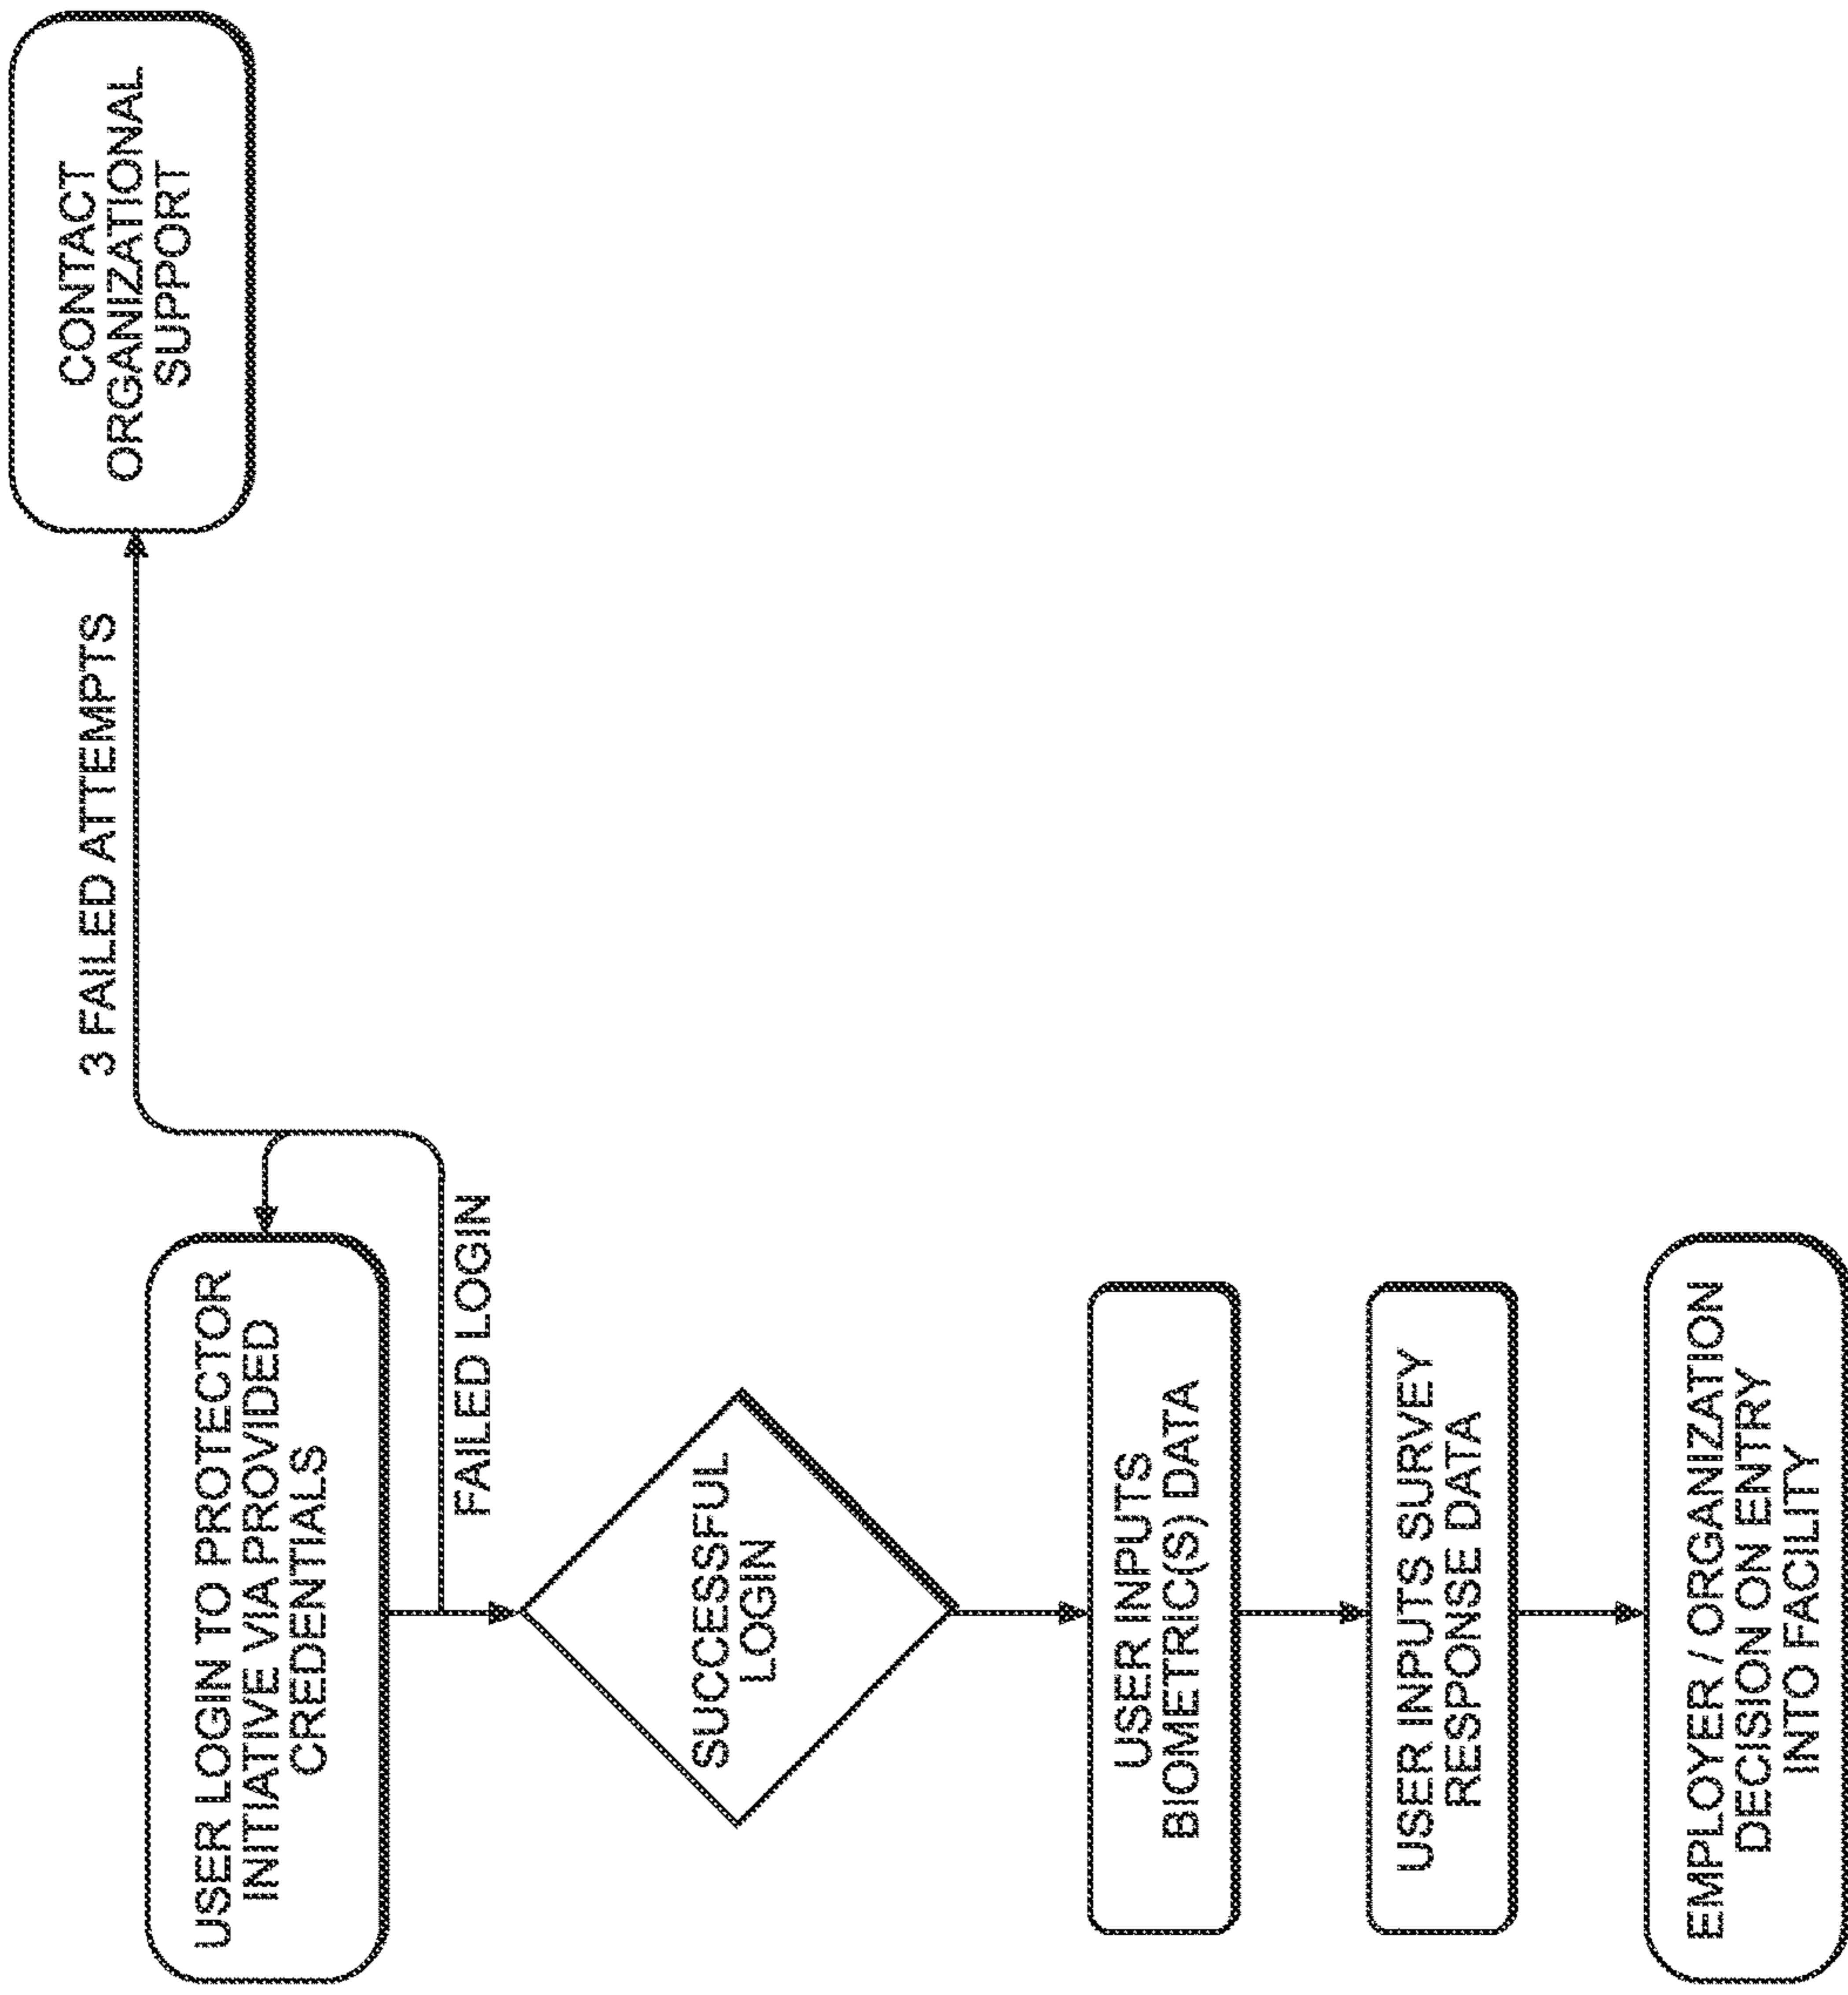 USER LOGIN TO PROTECTOR
INITIATIVE VIA PROVIDED
CREDENTIALS
FAILED LOGIN
3 FAILED ATTEMPTS
CONTACT
ORGANIZATIONAL
SUPPORT
SUCCESSFUL
LOGIN
USER INPUTS
BIOMETRIC(S) DATA
USER INPUTS SURVEY
RESPONSE DATA
EMPLOYER / ORGANIZATION
DECISION ON ENTRY
INTO FACILITY